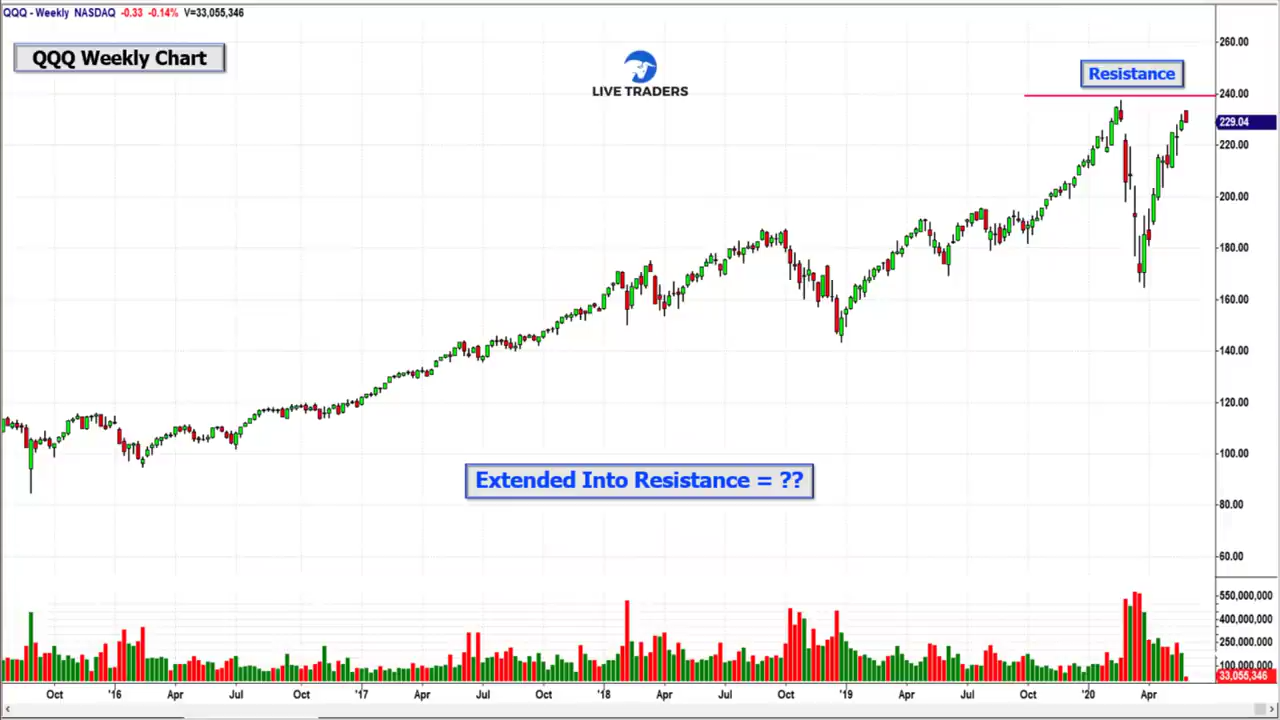 QQQ - Weekly NASDAQ -0.33 -0.14% V=33,055,346
QQQ Weekly Chart
LIVE TRADERS
Resistance
260.00
240.00
229.04
220.00
200.00
180.00
160.00
140.00
120.00
100.00
80.00
60.00
Extended Into Resistance = ??
550,000,000
400,000,000
250,000,000
100,000,000
33,055,346
Oct '16 Apr Jul Oct '17 Apr Jul Oct '18 Apr Jul Oct '19 Apr Jul Oct '20 Apr